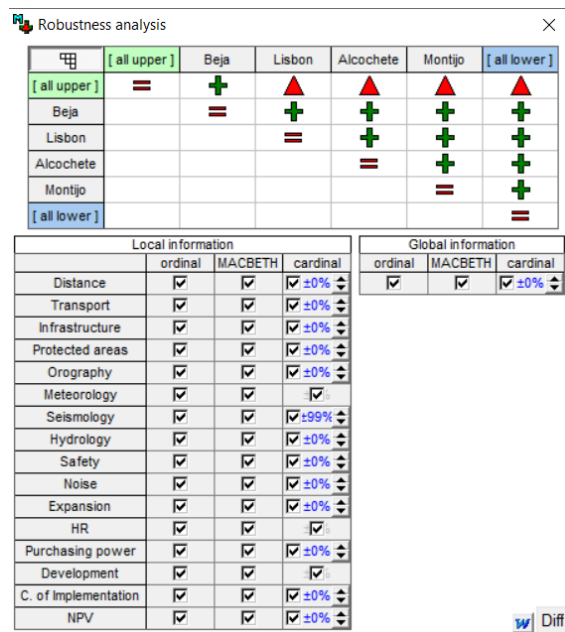 Robustness analysis
[ all upper ] Beja Lisbon Alcochete Montijo [ all lower ]
[ all upper ]
Beja
Lisbon
Alcochete
Montijo
[ all lower ]
Local information
ordinal MACBETH cardinal
Distance ±0%
Transport ±0%
Infrastructure ±0%
Protected areas ±0%
Orography ±0%
Meteorology
Seismology ±99%
Hydrology ±0%
Safety ±0%
Noise ±0%
Expansion ±0%
HR
Purchasing power ±0%
Development
C. of Implementation ±0%
NPV ±0%
Global information
ordinal MACBETH cardinal
±0%
Diff